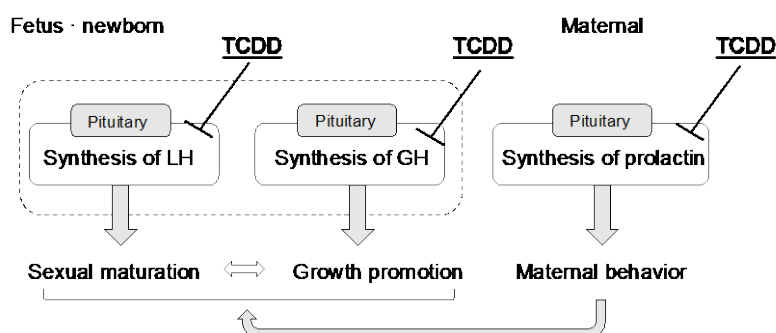 Fetus · newborn
Maternal
TCDD
TCDD
TCDD
Pituitary
Pituitary
Pituitary
Synthesis of LH
Synthesis of GH
Synthesis of prolactin
Sexual maturation
Growth promotion
Maternal behavior